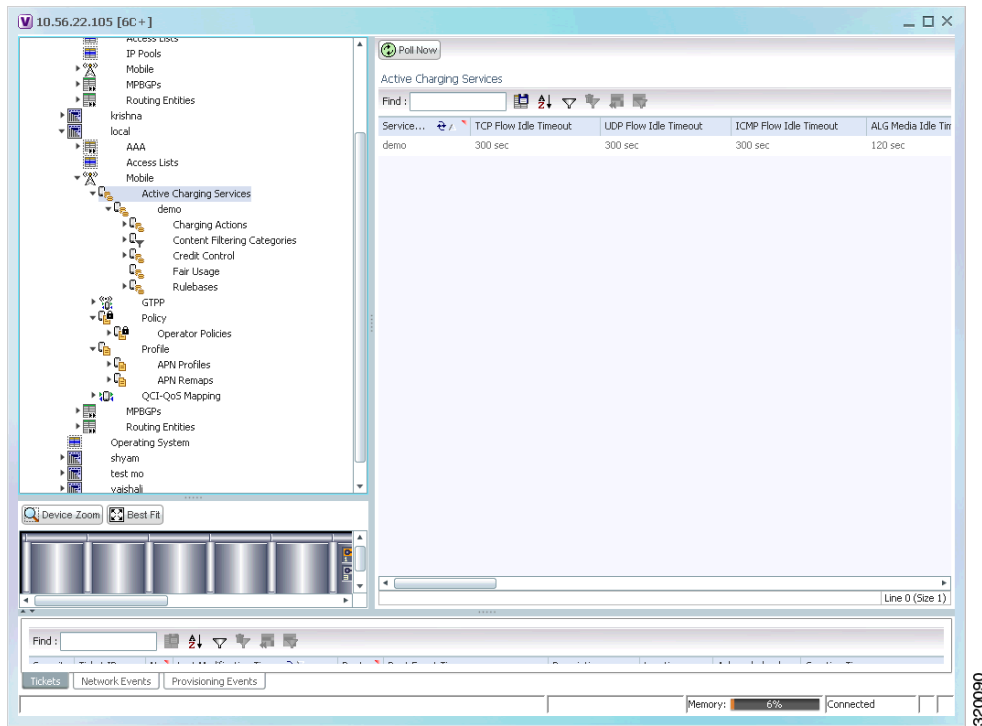 10.56.22.105 [6C+]
Access Lists
IP Pools
Mobile
MPBGPs
Routing Entities
krishna
local
AAA
Access Lists
Mobile
Active Charging Services
demo
Charging Actions
Content Filtering Categories
Credit Control
Fair Usage
Rulebases
GTPP
Policy
Operator Policies
Profile
APN Profiles
APN Remaps
QCI-QoS Mapping
MPBGPs
Routing Entities
Operating System
shyam
test mo
vaishali
Device Zoom Best Fit
Poll Now
Active Charging Services
Find :
Service... TCP Flow Idle Timeout UDP Flow Idle Timeout ICMP Flow Idle Timeout ALG Media Idle Tim
demo 300 sec 300 sec 300 sec 120 sec
Line 0 (Size 1)
Find :
Tickets Network Events Provisioning Events
Memory: 6% Connected
320090